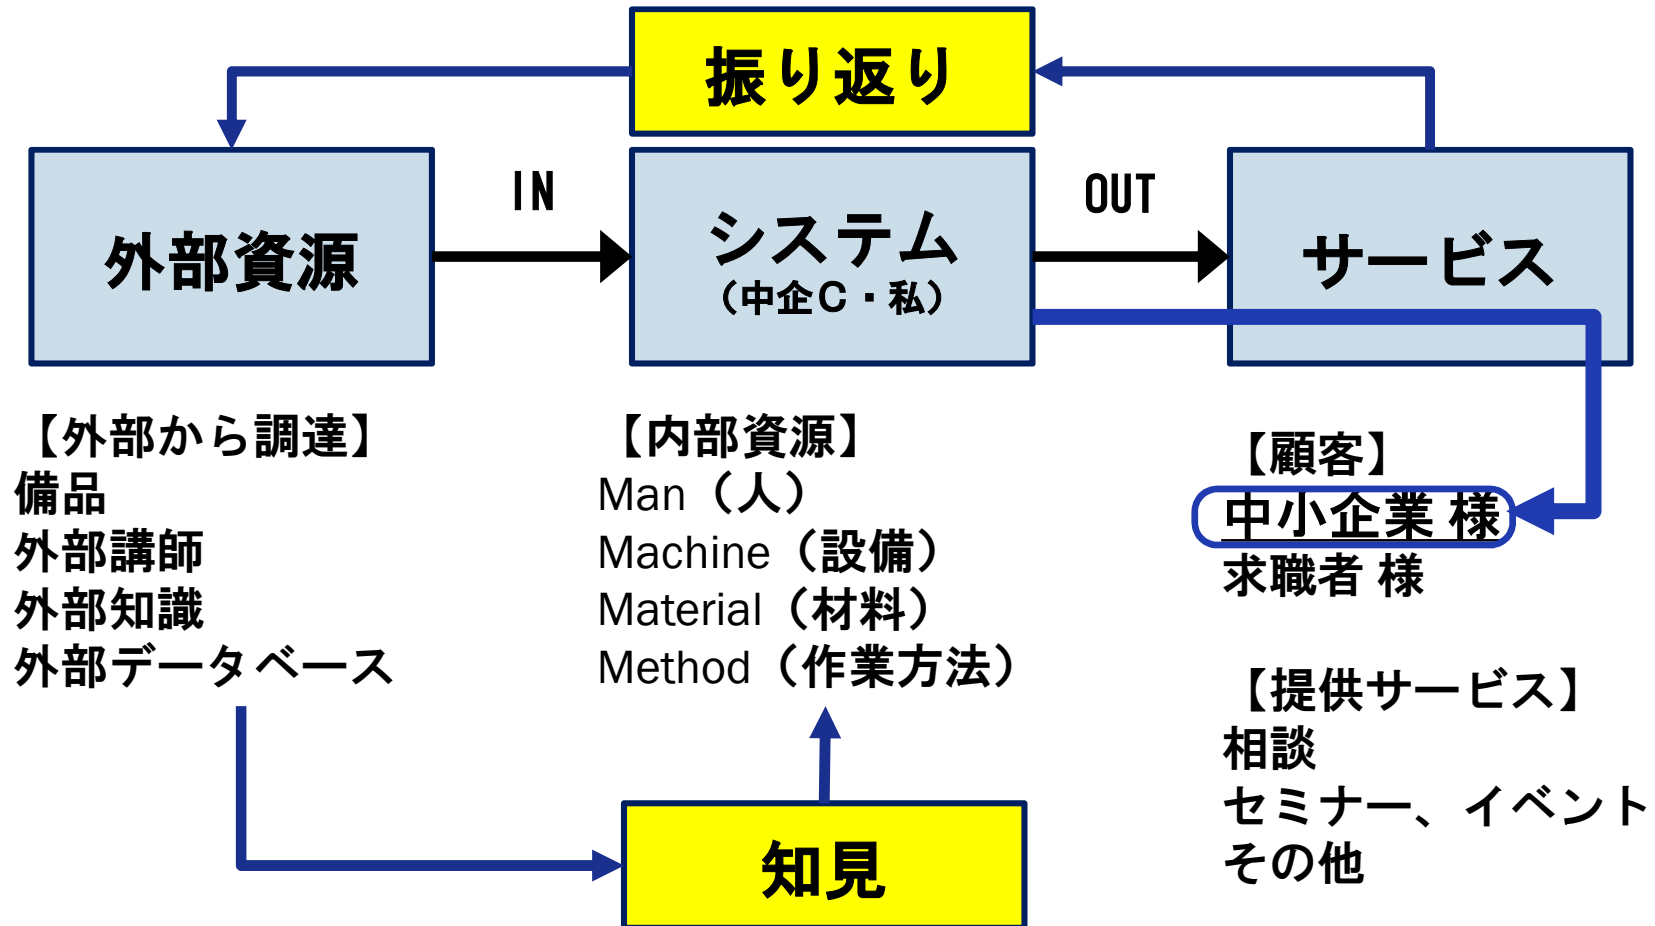 振り返り
外部資源
IN
システム
（中企C・私）
OUT
サービス
【外部から調達】
備品
外部講師
外部知識
外部データベース
【内部資源】
Man（人）
Machine（設備）
Material（材料）
Method（作業方法）
【顧客】
中小企業 様
求職者 様
【提供サービス】
相談
セミナー、イベント
その他
知見